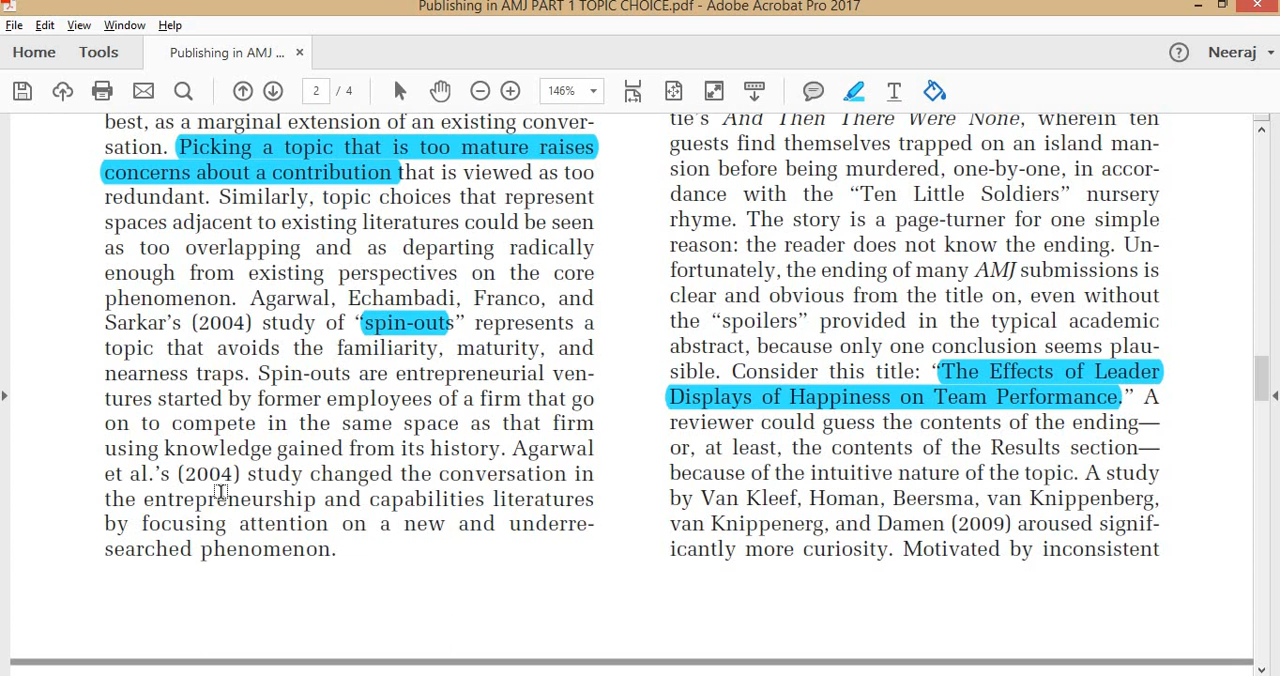 Publishing in AMJ PART 1 TOPIC CHOICE.pdf - Adobe Acrobat Pro 2017
File Edit View Window Help
Home Tools Publishing in AMJ ... × Neeraj
2 / 4 146%
best, as a marginal extension of an existing conver-
sation. Picking a topic that is too mature raises
concerns about a contribution that is viewed as too
redundant. Similarly, topic choices that represent
spaces adjacent to existing literatures could be seen
as too overlapping and as departing radically
enough from existing perspectives on the core
phenomenon. Agarwal, Echambadi, Franco, and
Sarkar’s (2004) study of “spin-outs” represents a
topic that avoids the familiarity, maturity, and
nearness traps. Spin-outs are entrepreneurial ven-
tures started by former employees of a firm that go
on to compete in the same space as that firm
using knowledge gained from its history. Agarwal
et al.’s (2004) study changed the conversation in
the entrepreneurship and capabilities literatures
by focusing attention on a new and underre-
searched phenomenon.
tie’s And Then There Were None, wherein ten
guests find themselves trapped on an island man-
sion before being murdered, one-by-one, in accor-
dance with the “Ten Little Soldiers” nursery
rhyme. The story is a page-turner for one simple
reason: the reader does not know the ending. Un-
fortunately, the ending of many AMJ submissions is
clear and obvious from the title on, even without
the “spoilers” provided in the typical academic
abstract, because only one conclusion seems plau-
sible. Consider this title: “The Effects of Leader
Displays of Happiness on Team Performance.” A
reviewer could guess the contents of the ending—
or, at least, the contents of the Results section—
because of the intuitive nature of the topic. A study
by Van Kleef, Homan, Beersma, van Knippenberg,
van Knippenerg, and Damen (2009) aroused signif-
icantly more curiosity. Motivated by inconsistent